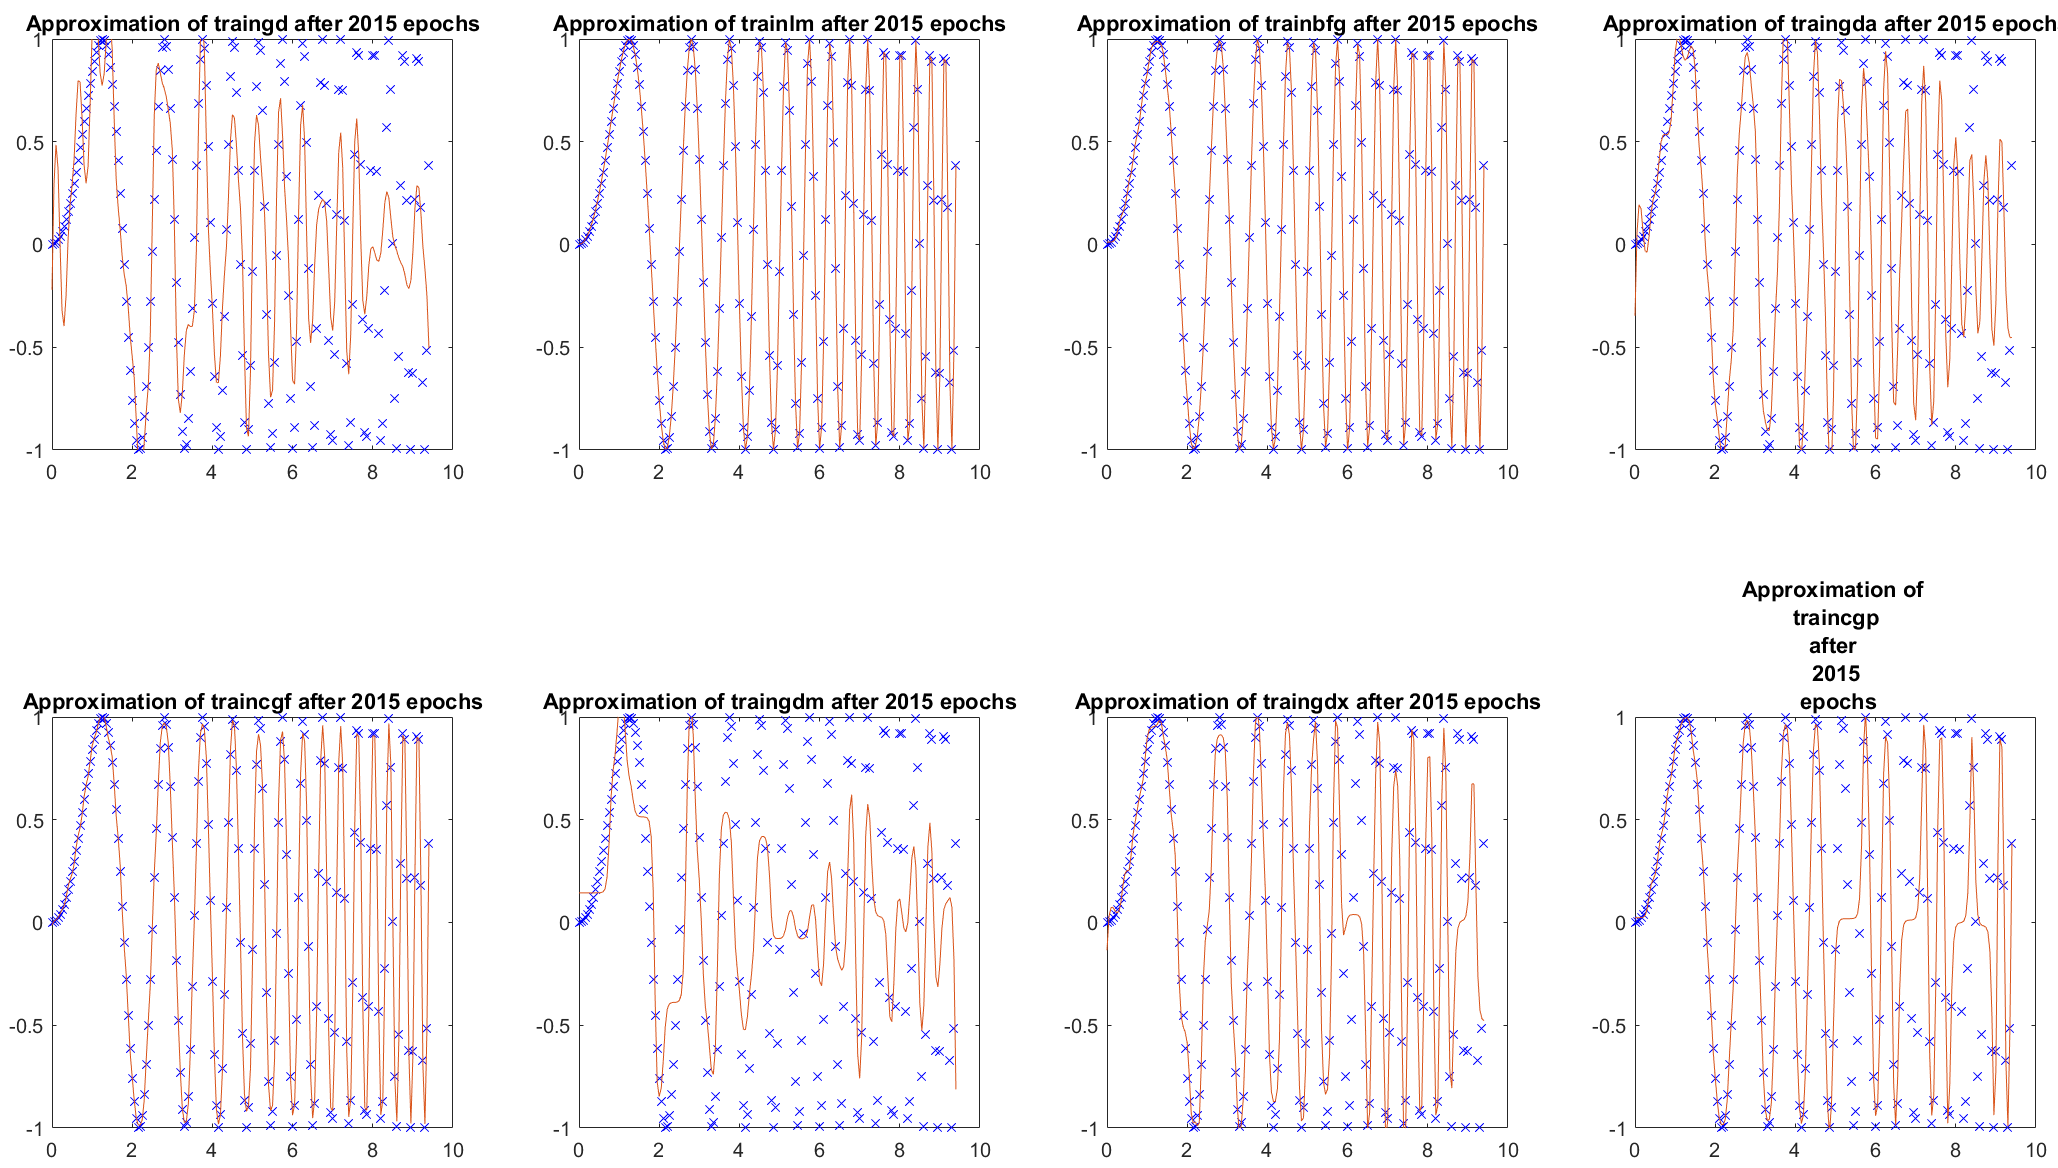 Approximation of traingd after 2015 epochs
1
0.5
0
-0.5
-1
0 2 4 6 8 10
Approximation of trainlm after 2015 epochs
1
0.5
0
-0.5
-1
0 2 4 6 8 10
Approximation of trainbfg after 2015 epochs
1
0.5
0
-0.5
-1
0 2 4 6 8 10
Approximation of traingda after 2015 epoch
1
0.5
0
-0.5
-1
0 2 4 6 8 10
Approximation of traincgf after 2015 epochs
1
0.5
0
-0.5
-1
0 2 4 6 8 10
Approximation of traingdm after 2015 epochs
1
0.5
0
-0.5
-1
0 2 4 6 8 10
Approximation of traingdx after 2015 epochs
1
0.5
0
-0.5
-1
0 2 4 6 8 10
Approximation of
traincgp
after
2015
epochs
1
0.5
0
-0.5
-1
0 2 4 6 8 10